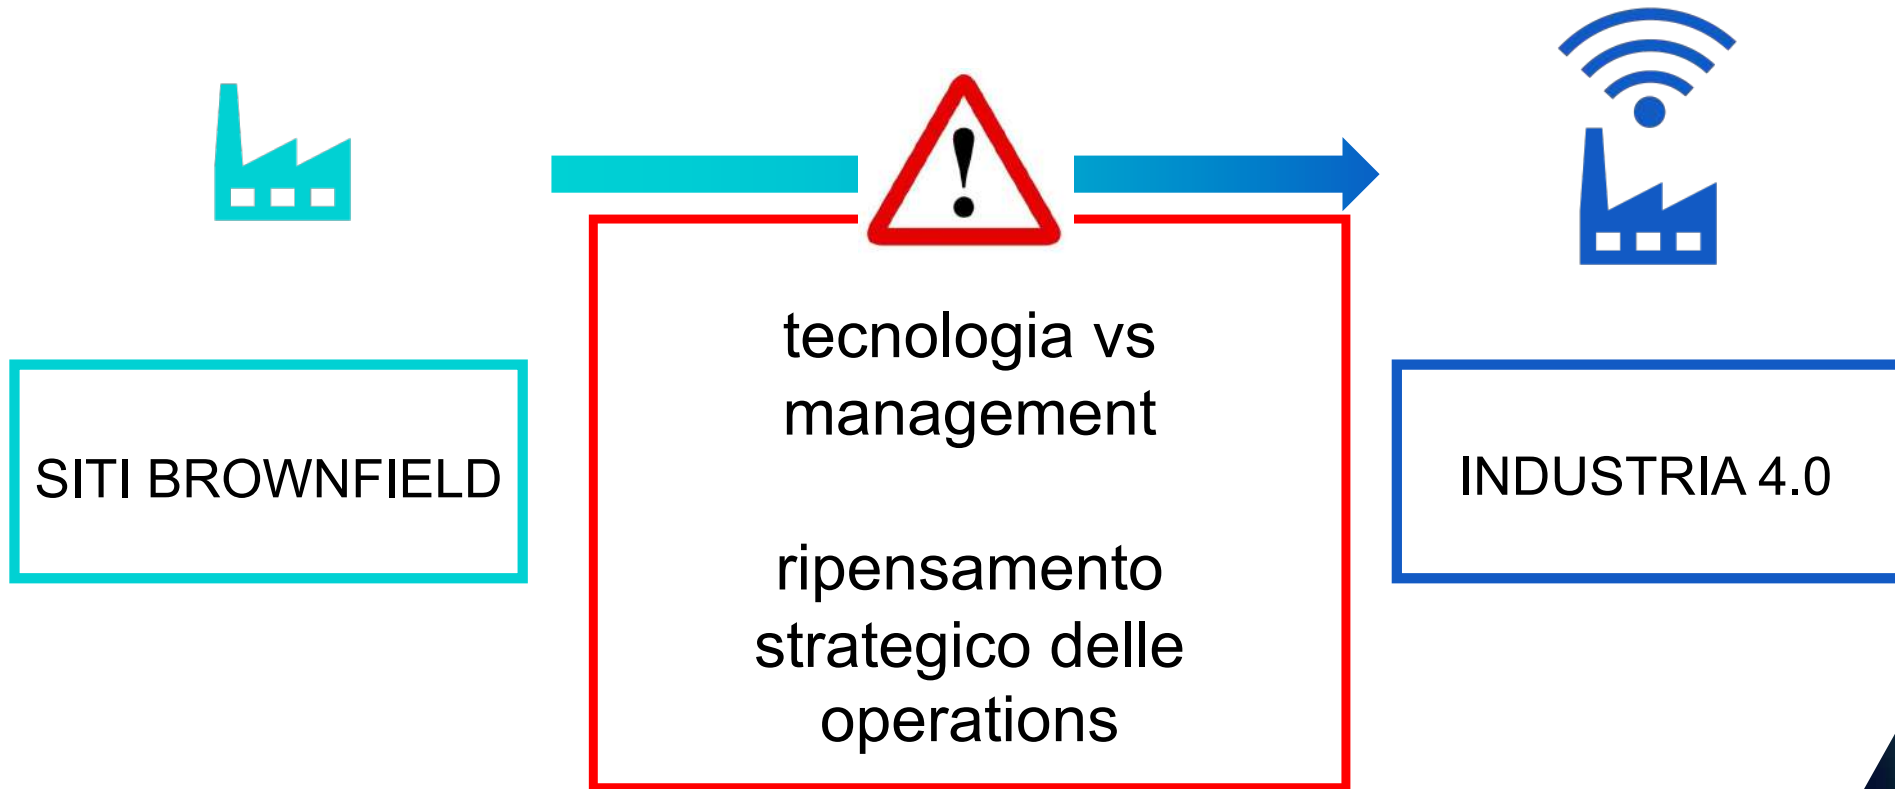 SITI BROWNFIELD
tecnologia vs
management
ripensamento
strategico delle
operations
INDUSTRIA 4.0